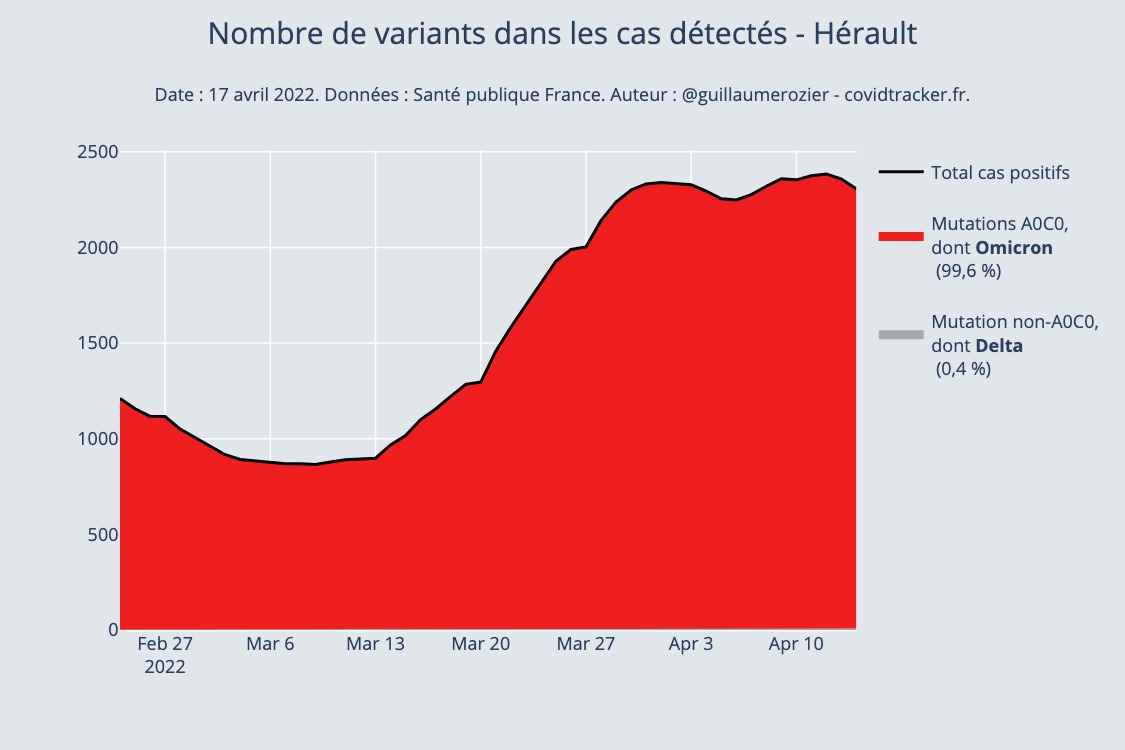 Nombre de variants dans les cas détectés - Hérault
Date : 17 avril 2022. Données : Santé publique France. Auteur : @guillaumerozier - covidtracker.fr.
2500
2000
1500
1000
500
0
Feb 27
2022
Mar 6
Mar 13
Mar 20
Mar 27
Apr 3
Apr 10
Total cas positifs
Mutations A0C0,
dont Omicron
(99,6 %)
Mutation non-A0C0,
dont Delta
(0,4 %)